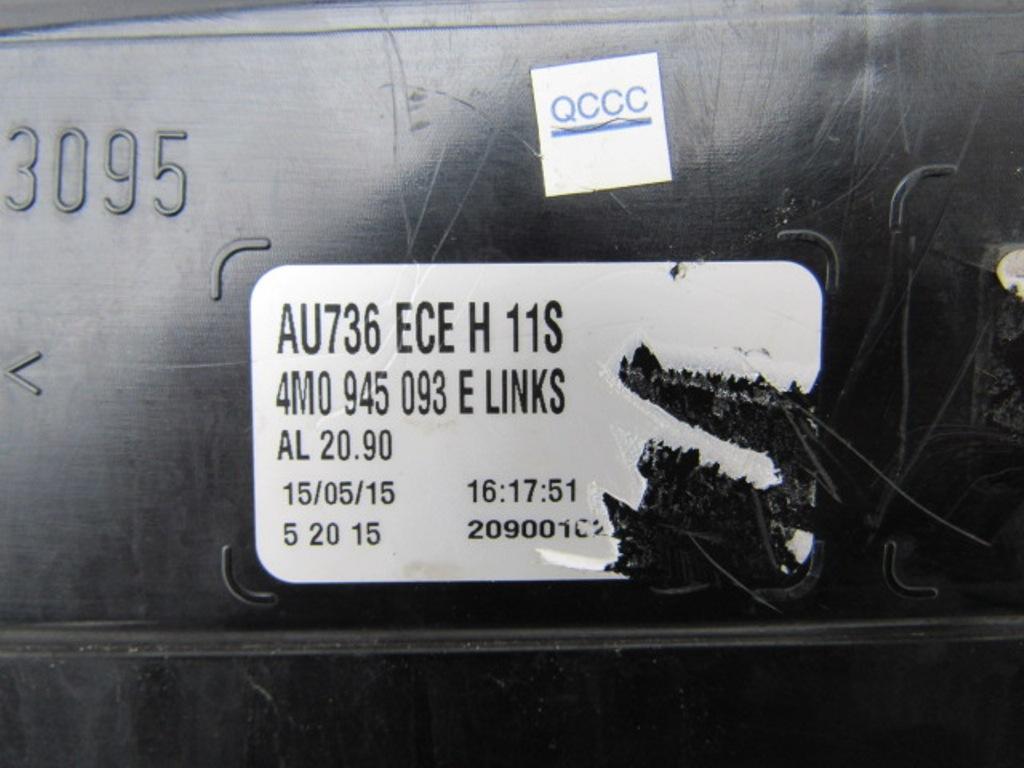 QCCC
3095
<
AU736 ECE H 11S
4M0 945 093 E LINKS
AL 20.90
15/05/15 16:17:51
5 20 15